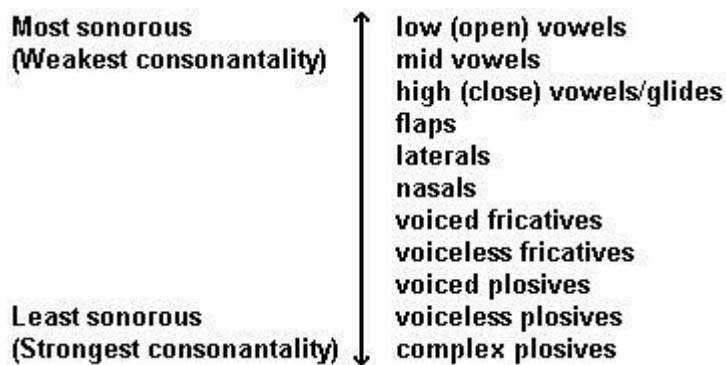 Most sonorous
(Weakest consonantality)
low (open) vowels
mid vowels
high (close) vowels/glides
flaps
laterals
nasals
voiced fricatives
voiceless fricatives
voiced plosives
voiceless plosives
complex plosives
Least sonorous
(Strongest consonantality)